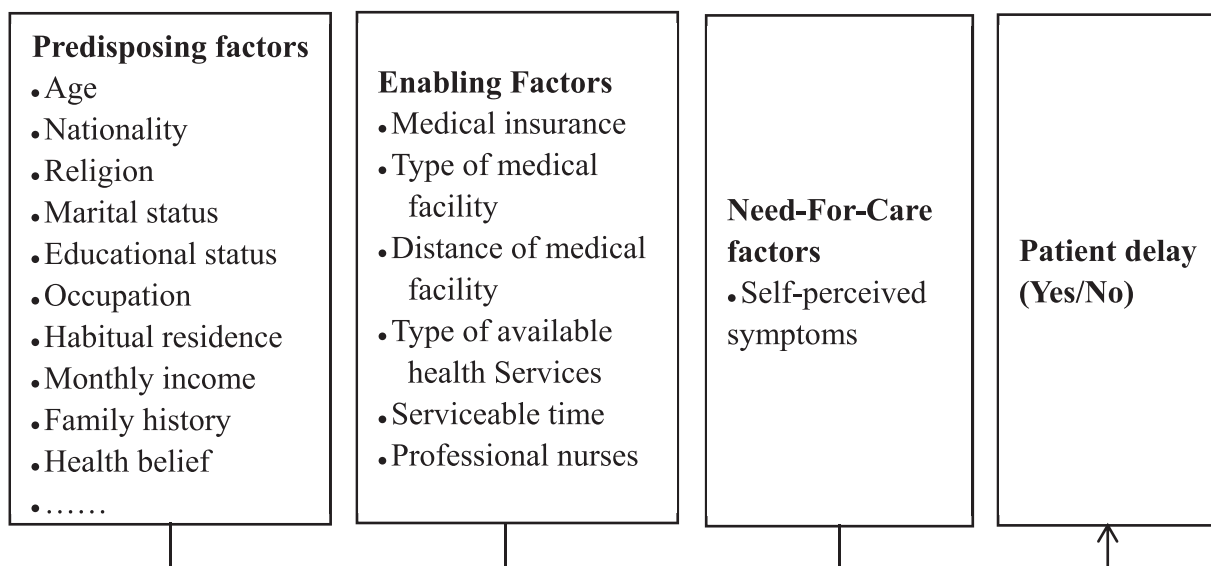 Predisposing factors
•Age
•Nationality
•Religion
•Marital status
•Educational status
•Occupation
•Habitual residence
•Monthly income
•Family history
•Health belief
•……
Enabling Factors
•Medical insurance
•Type of medical
facility
•Distance of medical
facility
•Type of available
health Services
•Serviceable time
•Professional nurses
Need-For-Care
factors
•Self-perceived
symptoms
Patient delay
(Yes/No)